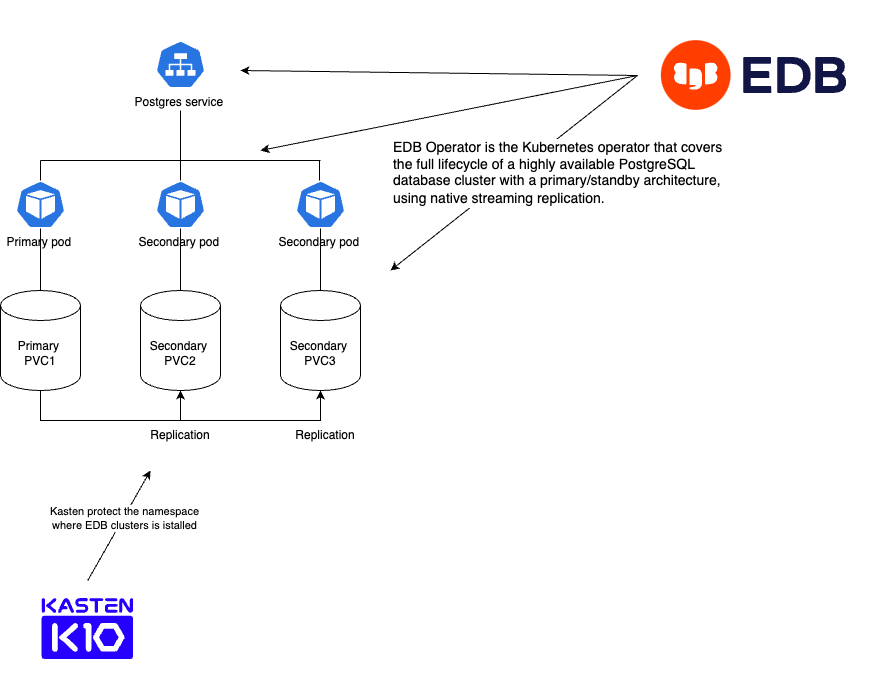 EDB
Postgres service
EDB Operator is the Kubernetes operator that covers
the full lifecycle of a highly available PostgreSQL
database cluster with a primary/standby architecture,
using native streaming replication.
Primary pod
Secondary pod
Secondary pod
Primary
PVC1
Secondary
PVC2
Secondary
PVC3
Replication
Replication
Kasten protect the namespace
where EDB clusters is istalled
KASTEN
K10